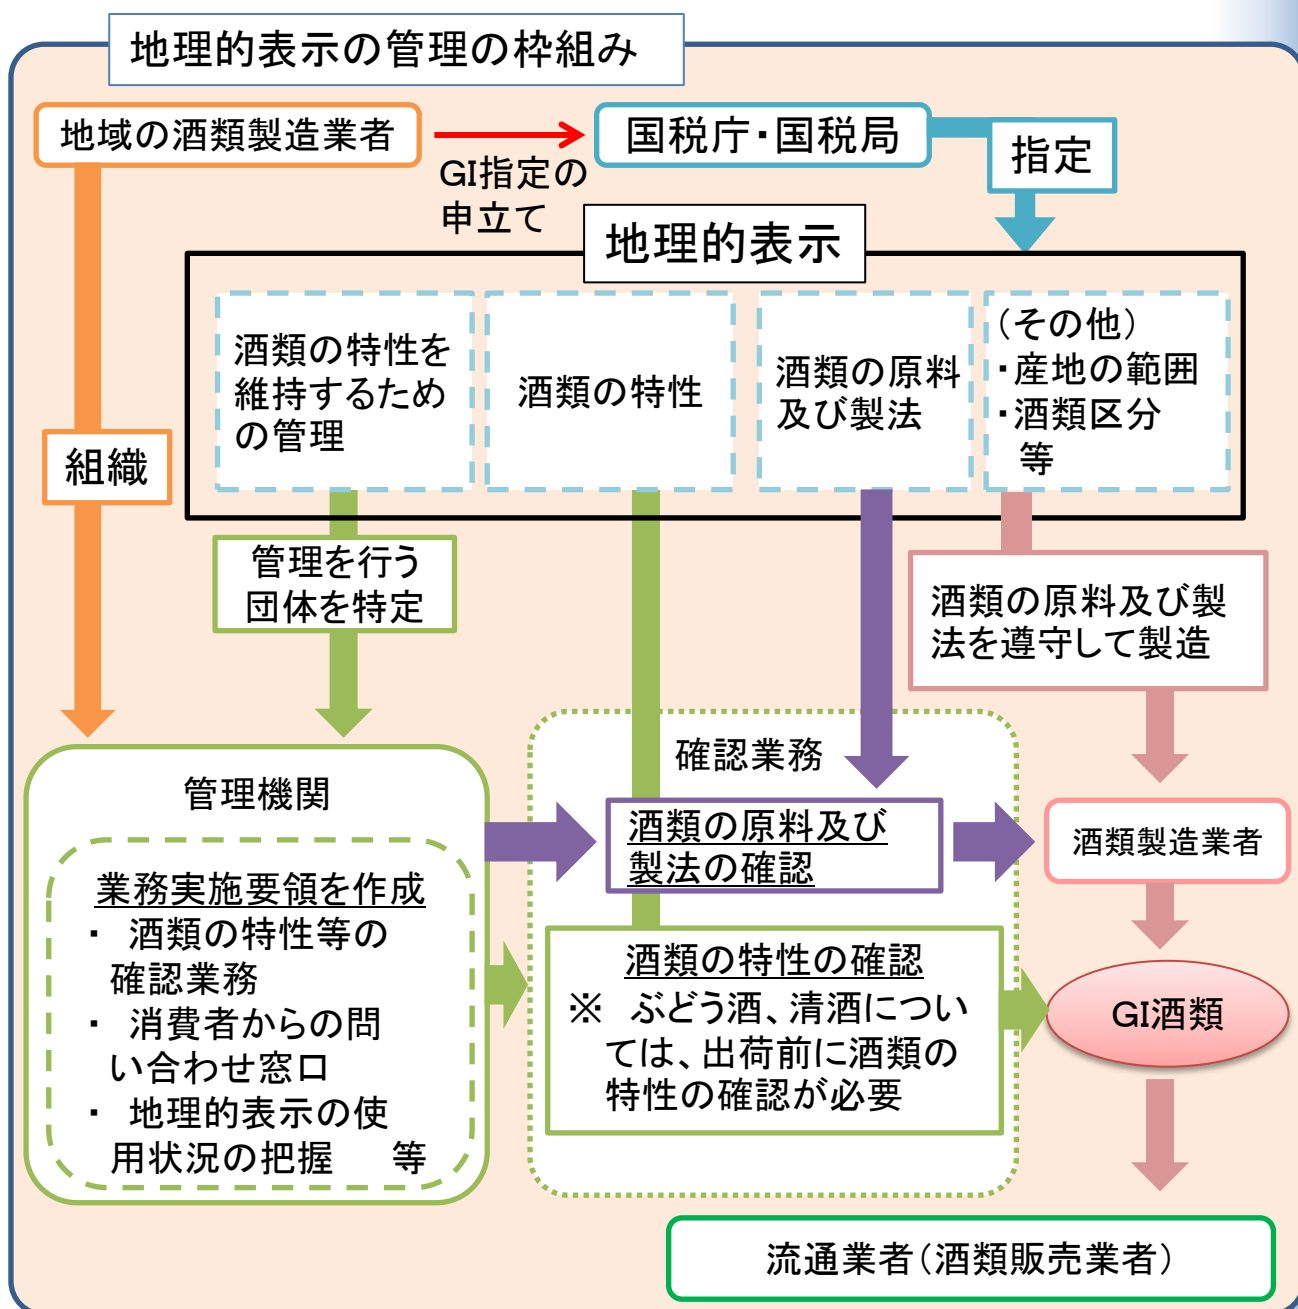 地理的表示の管理の枠組み
地域の酒類製造業者
GI指定の
申立て
国税庁・国税局
指定
地理的表示
酒類の特性を
維持するため
の管理
酒類の特性
酒類の原料
及び製法
(その他)
・産地の範囲
・酒類区分
等
組織
管理を行う
団体を特定
酒類の原料及び製
法を遵守して製造
管理機関
業務実施要領を作成
・ 酒類の特性等の
確認業務
・ 消費者からの問
い合わせ窓口
・ 地理的表示の使
用状況の把握 等
確認業務
酒類の原料及び
製法の確認
酒類の特性の確認
※ ぶどう酒、清酒につい
ては、出荷前に酒類の
特性の確認が必要
酒類製造業者
GI酒類
流通業者(酒類販売業者)